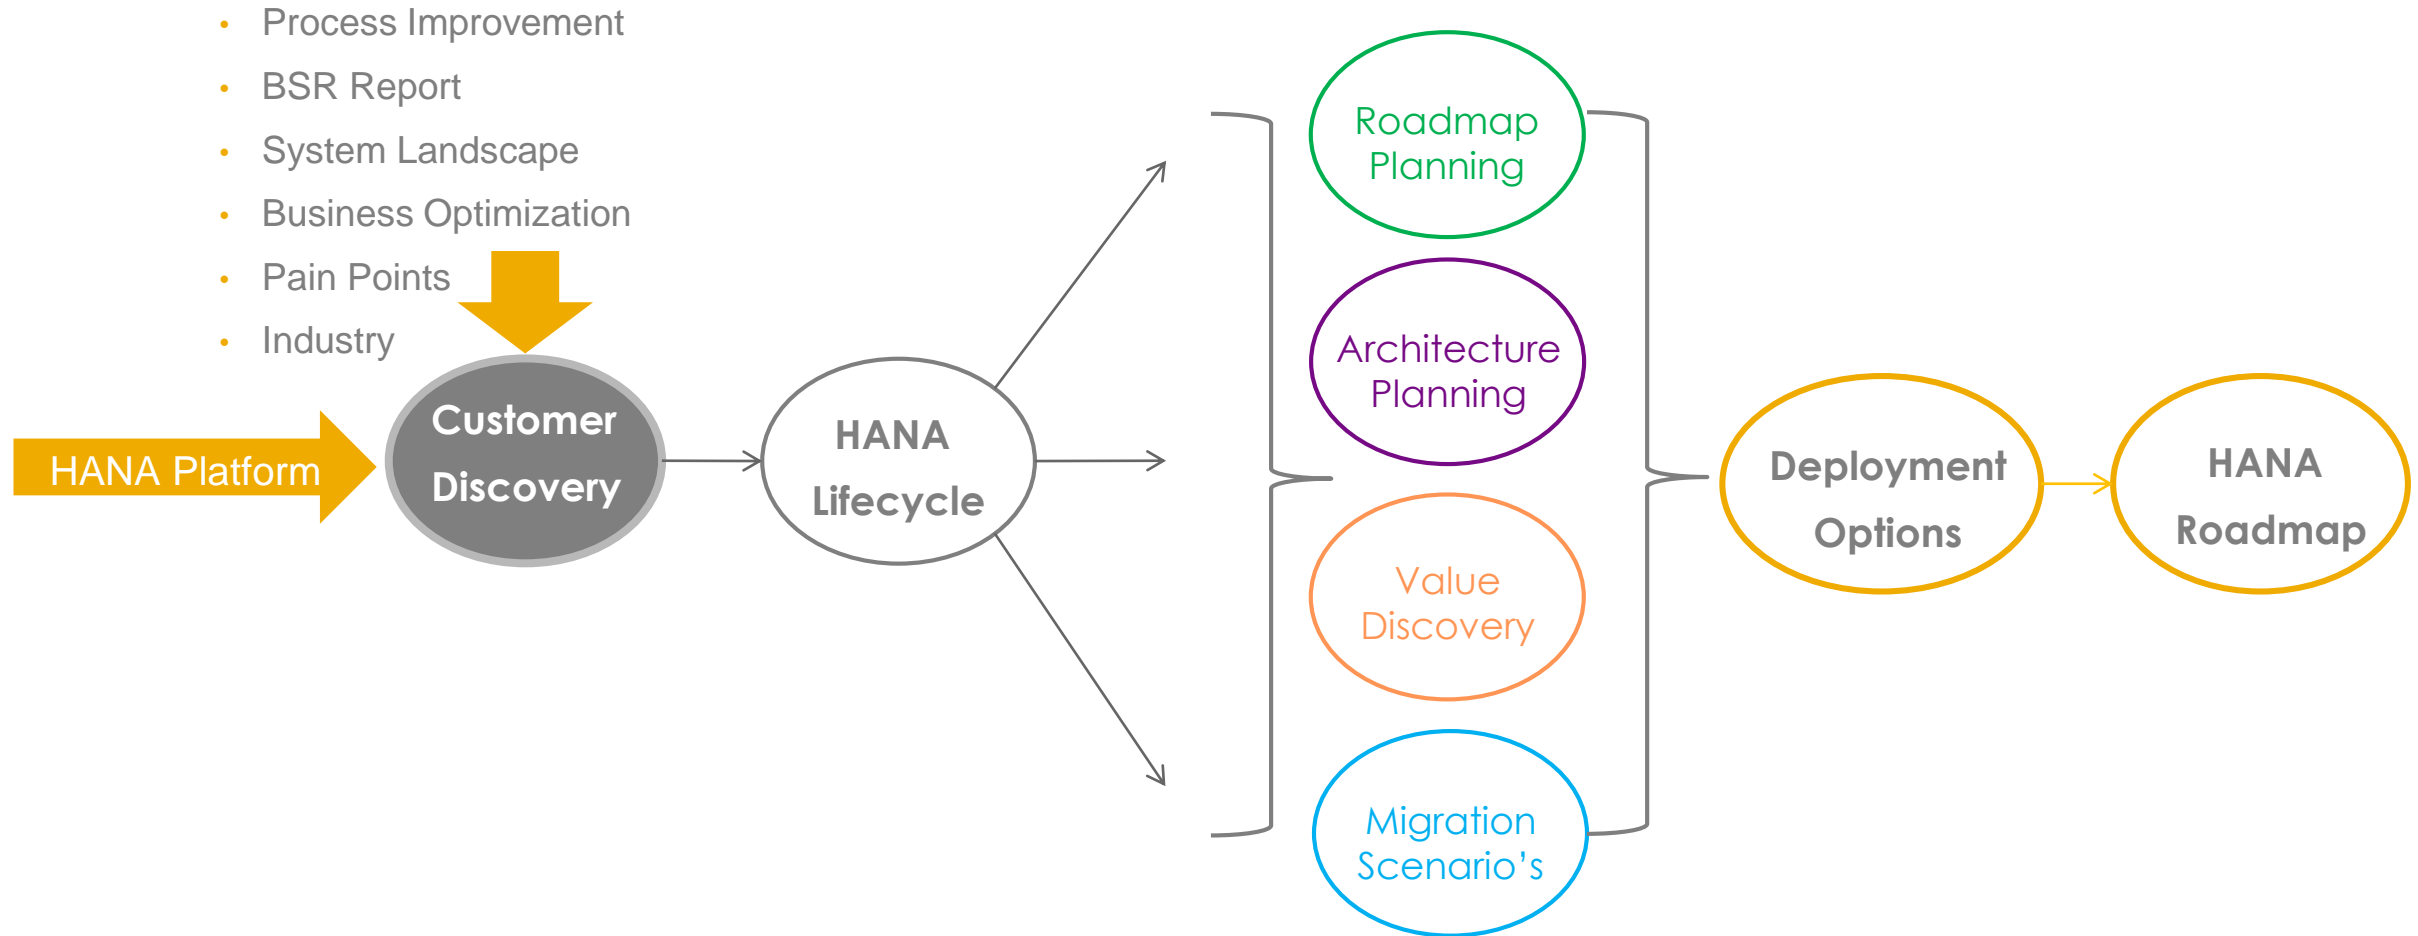 Process Improvement
BSR Report
System Landscape
Business Optimization
Pain Points
Industry
HANA Platform
Customer
Discovery
HANA
Lifecycle
Roadmap
Planning
Architecture
Planning
Value
Discovery
Migration
Scenario’s
Deployment
Options
HANA
Roadmap